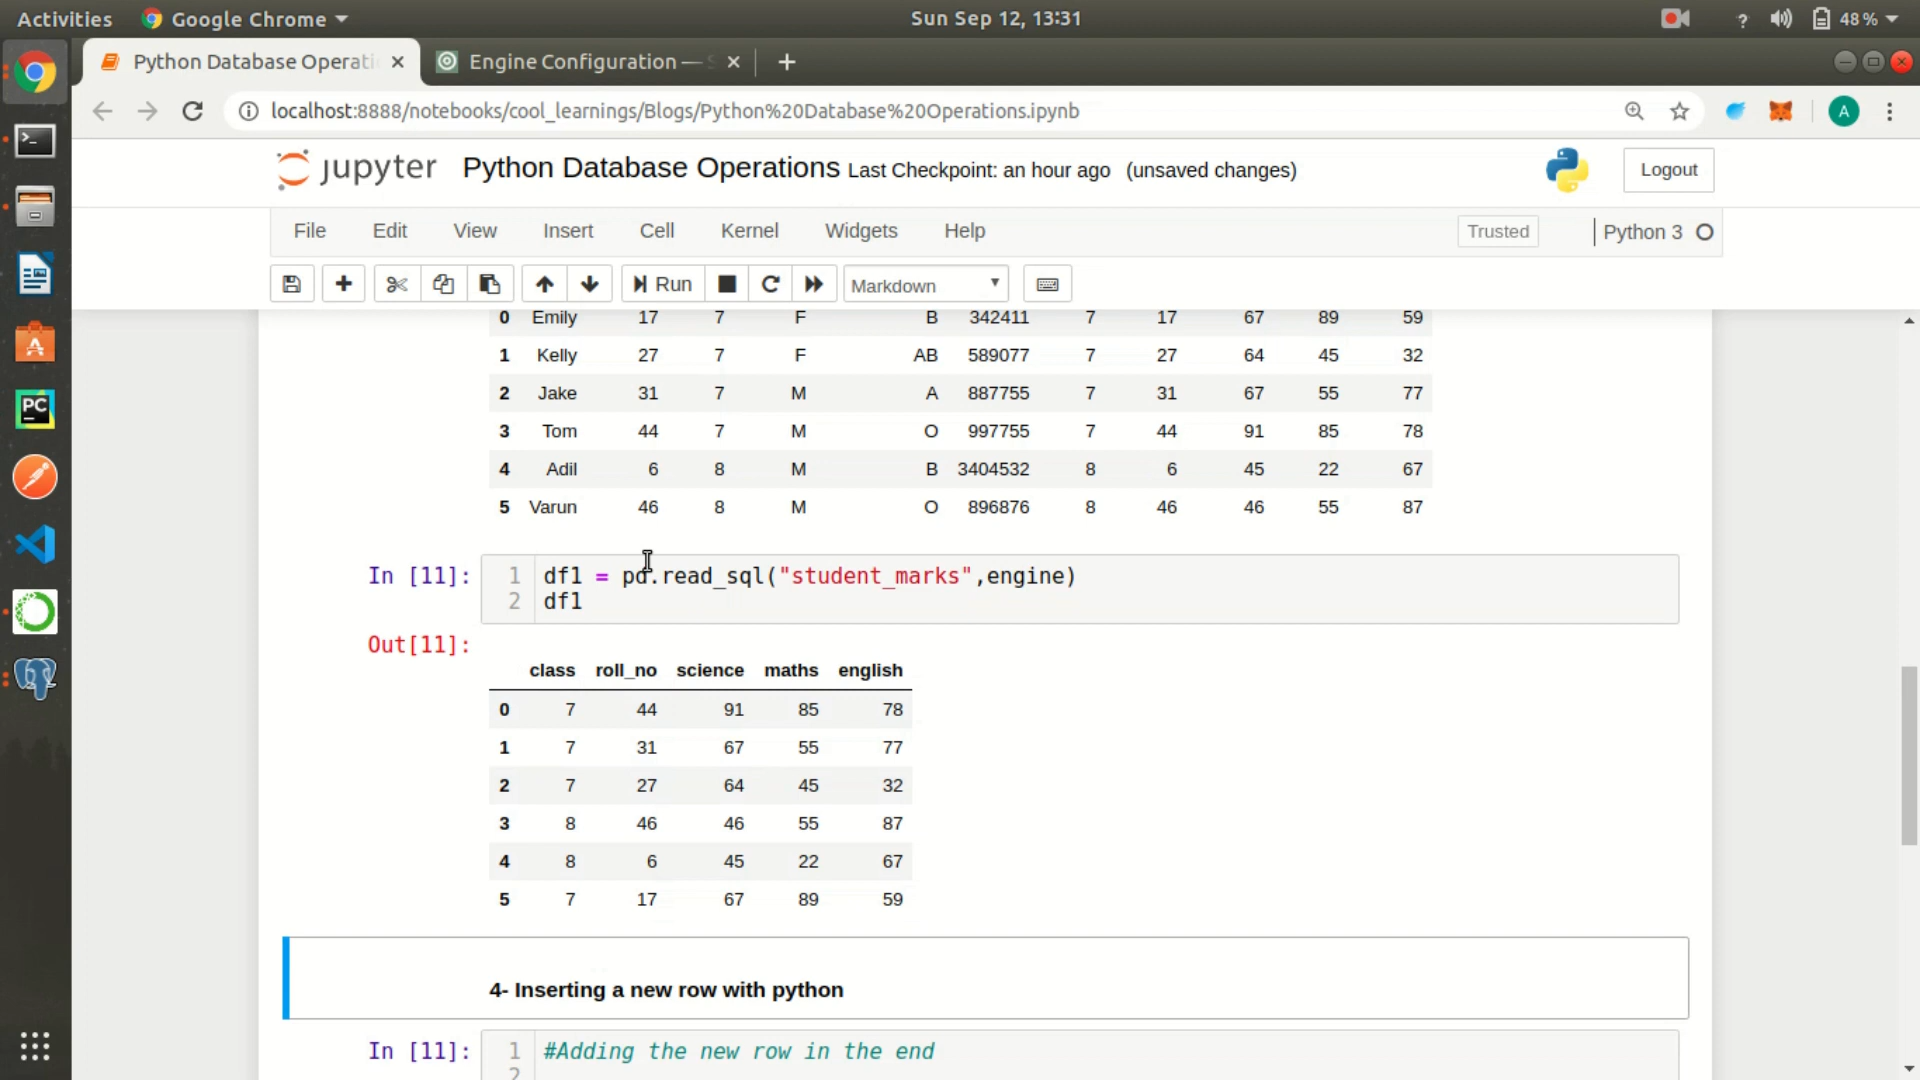 Activities Google Chrome Sun Sep 12, 13:31 ? 48 %
Python Database Operati Engine Configuration —
localhost:8888/notebooks/cool_learnings/Blogs/Python%20Database%20Operations.ipynb A
jupyter Python Database Operations Last Checkpoint: an hour ago (unsaved changes) Logout
File Edit View Insert Cell Kernel Widgets Help Trusted Python 3
Run Markdown
0 Emily 17 7 F B 342411 7 17 67 89 59
1 Kelly 27 7 F AB 589077 7 27 64 45 32
2 Jake 31 7 M A 887755 7 31 67 55 77
3 Tom 44 7 M O 997755 7 44 91 85 78
4 Adil 6 8 M B 3404532 8 6 45 22 67
5 Varun 46 8 M O 896876 8 46 46 55 87
In [11]: 1 df1 = pd.read_sql("student_marks",engine)
2 df1
Out[11]:
class roll_no science maths english
0 7 44 91 85 78
1 7 31 67 55 77
2 7 27 64 45 32
3 8 46 46 55 87
4 8 6 45 22 67
5 7 17 67 89 59
4- Inserting a new row with python
In [11]: 1 #Adding the new row in the end
2
PC